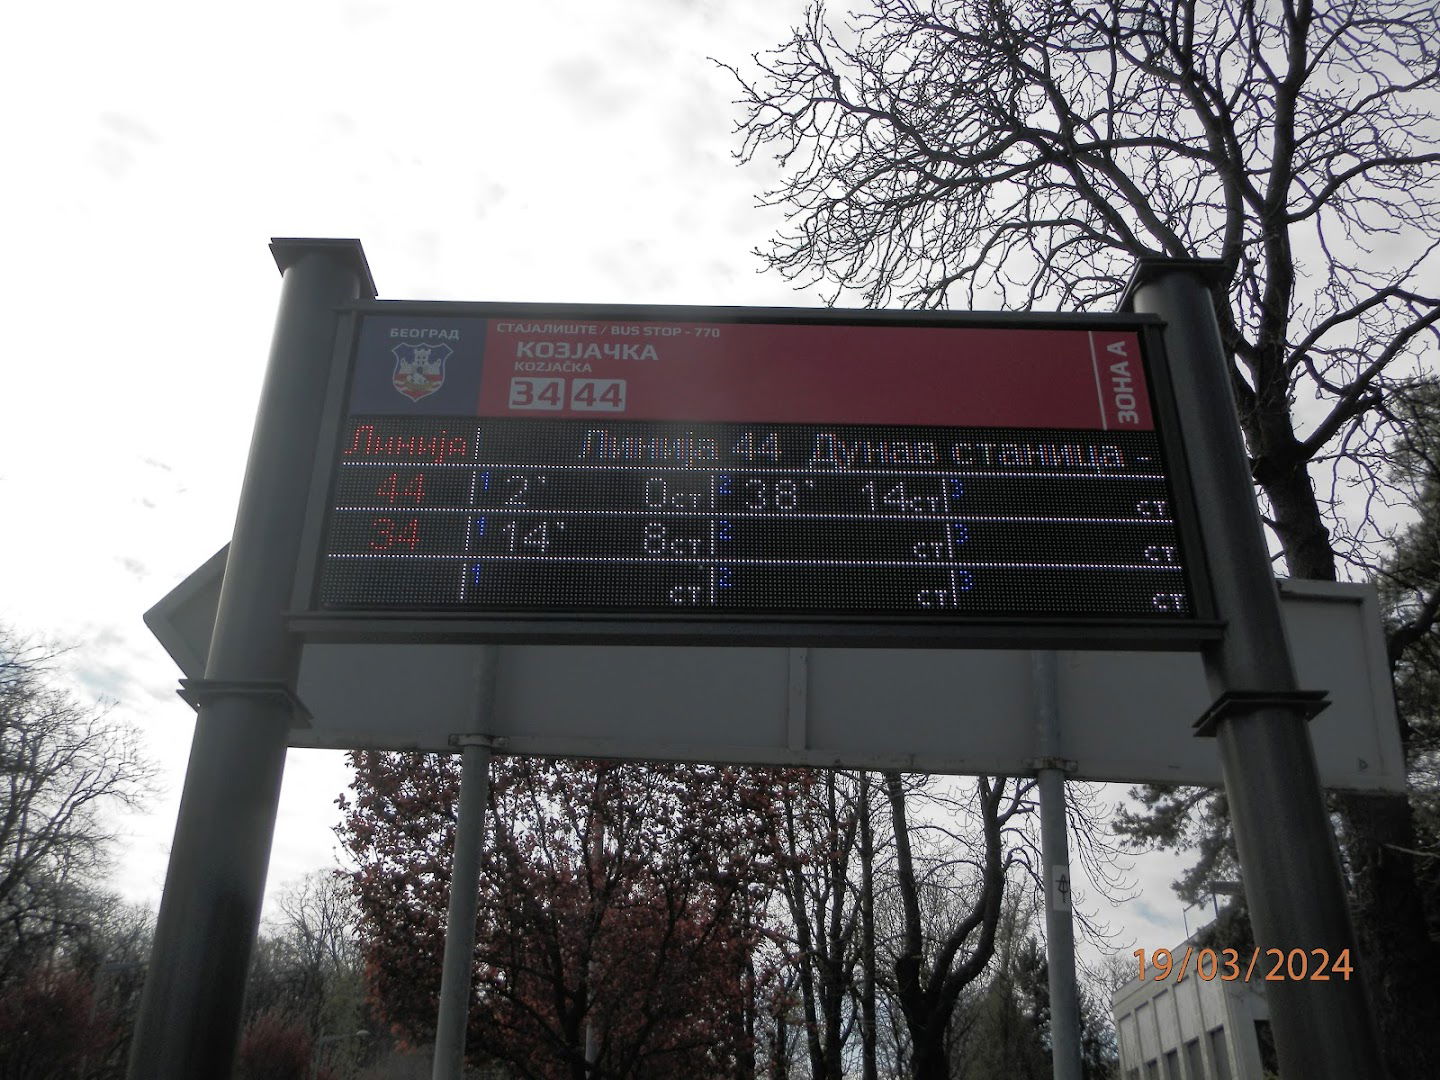 БЕОГРАД
СТАЈАЛИШТЕ / BUS STOP - 770
КОЗЈАЧКА
KOZJAČKA
34 44
ЗОНА А
Линија Линија 44 Дунав станица -
44 1 2' 0ст 2 38' 14ст 3 ст
34 1 14' 8ст 2 ст 3 ст
1 ст 2 ст 3 ст
19/03/2024